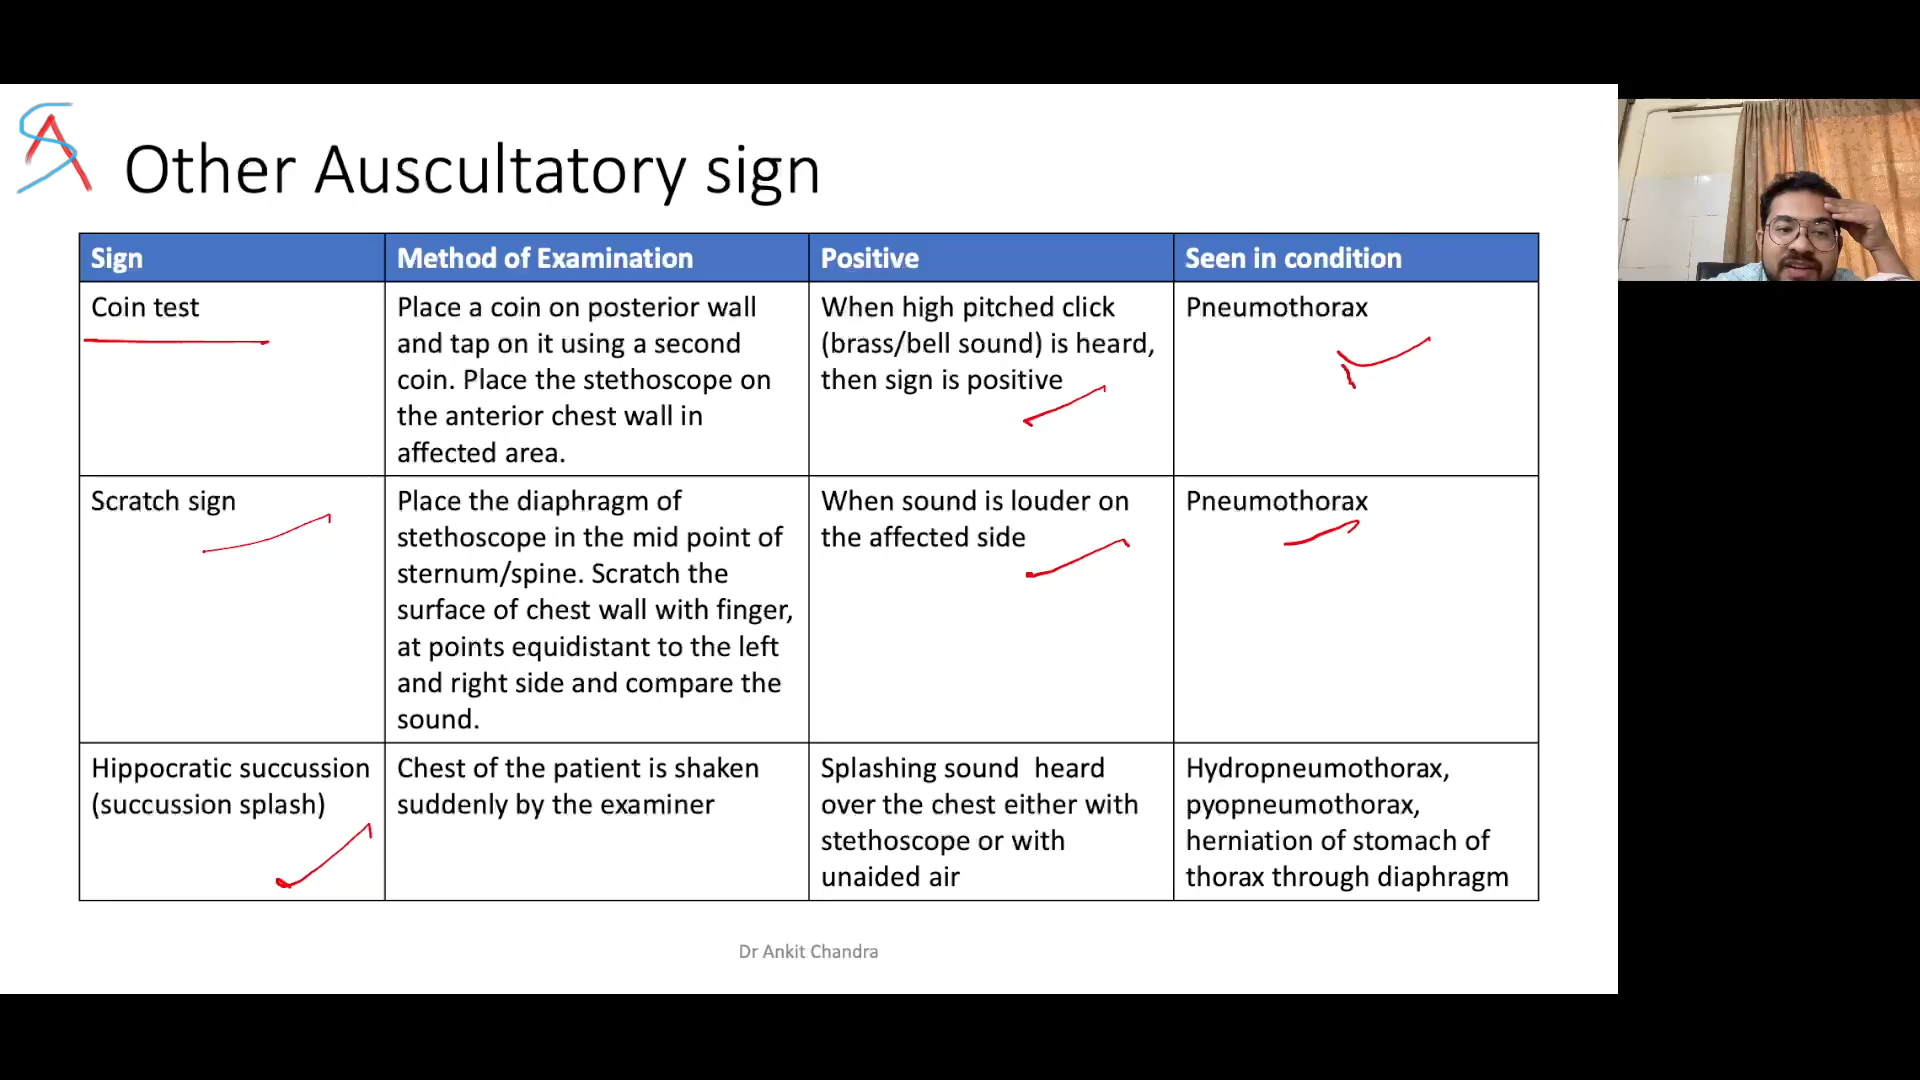 Other Auscultatory sign
Sign
Method of Examination
Positive
Seen in condition
Coin test
Place a coin on posterior wall
and tap on it using a second
coin. Place the stethoscope on
the anterior chest wall in
affected area.
When high pitched click
(brass/bell sound) is heard,
then sign is positive
Pneumothorax
Scratch sign
Place the diaphragm of
stethoscope in the mid point of
sternum/spine. Scratch the
surface of chest wall with finger,
at points equidistant to the left
and right side and compare the
sound.
When sound is louder on
the affected side
Pneumothorax
Hippocratic succussion
(succussion splash)
Chest of the patient is shaken
suddenly by the examiner
Splashing sound  heard
over the chest either with
stethoscope or with
unaided air
Hydropneumothorax,
pyopneumothorax,
herniation of stomach of
thorax through diaphragm
Dr Ankit Chandra